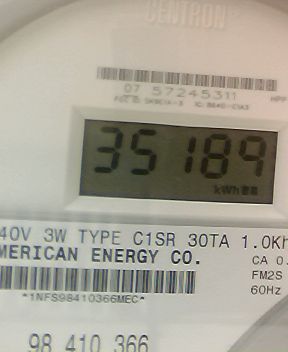 CENTRON
07 57245311
35189
kWh
40V 3W TYPE C1SR 30TA 1.0Kh
MERICAN ENERGY CO.
CA 0.
FM2S
60Hz
*1NFS98410366MEC*
98 410 366